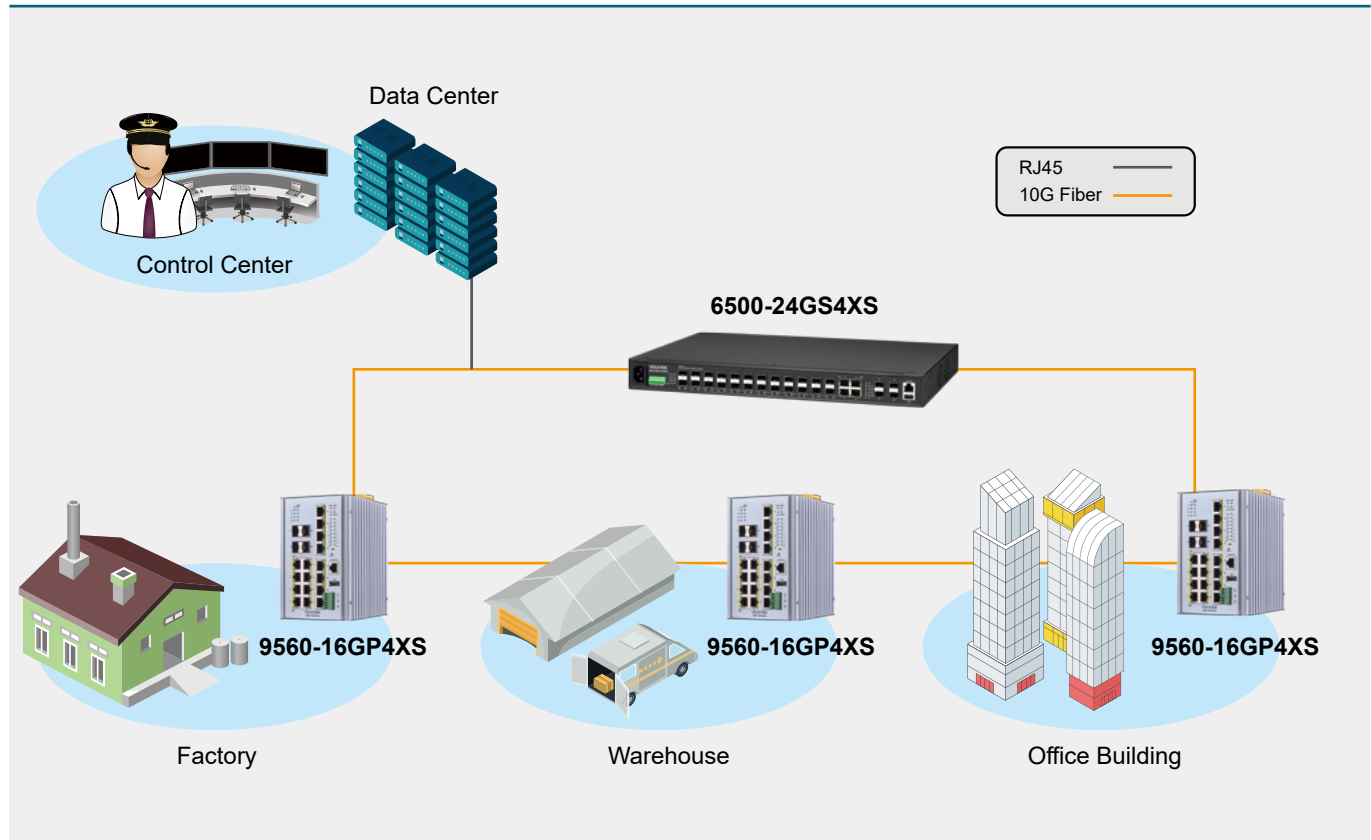 Data Center
Control Center
RJ45
10G Fiber
6500-24GS4XS
9560-16GP4XS
9560-16GP4XS
9560-16GP4XS
Factory
Warehouse
Office Building